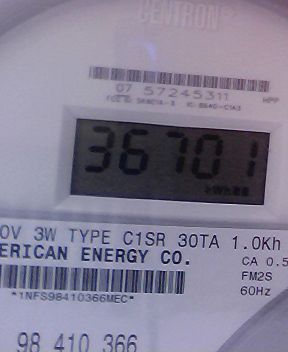 CENTRON
07 57245311
36701
kWh
0V 3W TYPE C1SR 30TA 1.0Kh
ERICAN ENERGY CO.
CA 0.5
FM2S
60Hz
*1NFS98410366MEC*
98 410 366